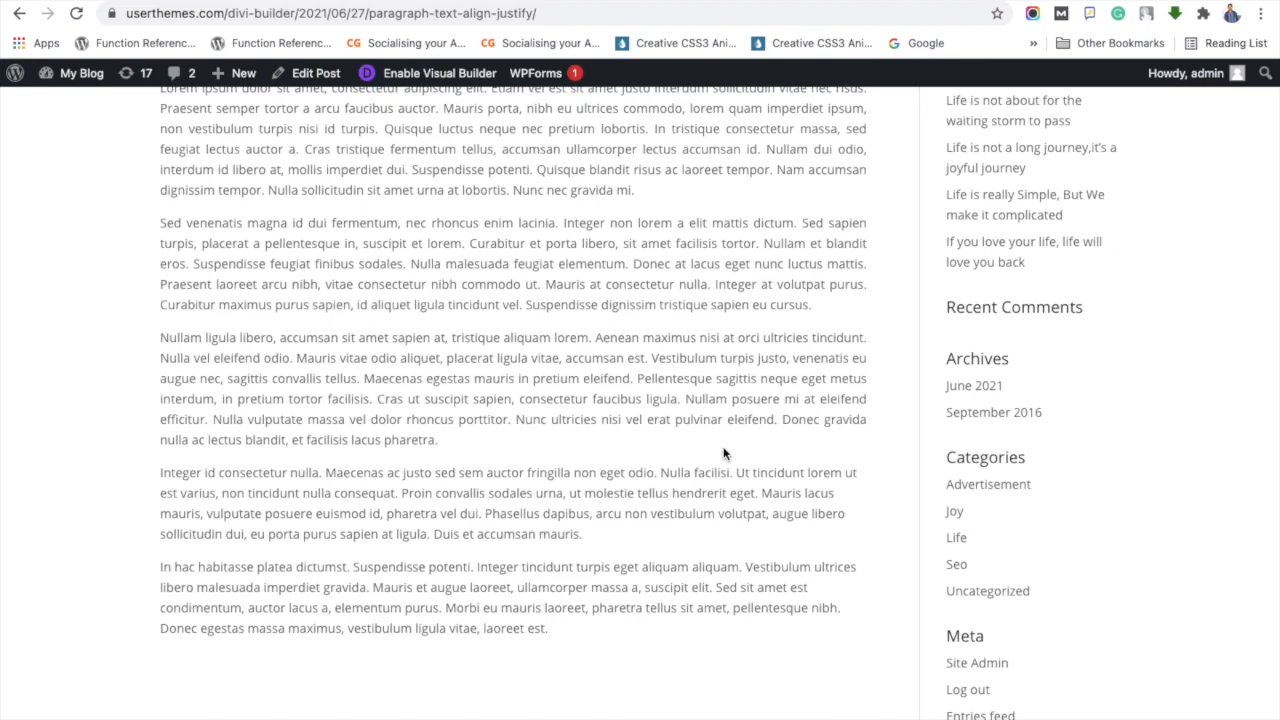 userthemes.com/divi-builder/2021/06/27/paragraph-text-align-justify/
Apps Function Referenc... Function Referenc... CG Socialising your A... CG Socialising your A... Creative CSS3 Ani... Creative CSS3 Ani... Google » Other Bookmarks Reading List
My Blog 17 2 New Edit Post D Enable Visual Builder WPForms 1 Howdy, admin
Lorem ipsum dolor sit amet, consectetur adipiscing elit. Etiam vel est sit amet justo interdum sollicitudin vitae nec risus.
Praesent semper tortor a arcu faucibus auctor. Mauris porta, nibh eu ultrices commodo, lorem quam imperdiet ipsum,
non vestibulum turpis nisi id turpis. Quisque luctus neque nec pretium lobortis. In tristique consectetur massa, sed
feugiat lectus auctor a. Cras tristique fermentum tellus, accumsan ullamcorper lectus accumsan id. Nullam dui odio,
interdum id libero at, mollis imperdiet dui. Suspendisse potenti. Quisque blandit risus ac laoreet tempor. Nam accumsan
dignissim tempor. Nulla sollicitudin sit amet urna at lobortis. Nunc nec gravida mi.
Sed venenatis magna id dui fermentum, nec rhoncus enim lacinia. Integer non lorem a elit mattis dictum. Sed sapien
turpis, placerat a pellentesque in, suscipit et lorem. Curabitur et porta libero, sit amet facilisis tortor. Nullam et blandit
eros. Suspendisse feugiat finibus sodales. Nulla malesuada feugiat elementum. Donec at lacus eget nunc luctus mattis.
Praesent laoreet arcu nibh, vitae consectetur nibh commodo ut. Mauris at consectetur nulla. Integer at volutpat purus.
Curabitur maximus purus sapien, id aliquet ligula tincidunt vel. Suspendisse dignissim tristique sapien eu cursus.
Nullam ligula libero, accumsan sit amet sapien at, tristique aliquam lorem. Aenean maximus nisi at orci ultricies tincidunt.
Nulla vel eleifend odio. Mauris vitae odio aliquet, placerat ligula vitae, accumsan est. Vestibulum turpis justo, venenatis eu
augue nec, sagittis convallis tellus. Maecenas egestas mauris in pretium eleifend. Pellentesque sagittis neque eget metus
interdum, in pretium tortor facilisis. Cras ut suscipit sapien, consectetur faucibus ligula. Nullam posuere mi at eleifend
efficitur. Nulla vulputate massa vel dolor rhoncus porttitor. Nunc ultricies nisi vel erat pulvinar eleifend. Donec gravida
nulla ac lectus blandit, et facilisis lacus pharetra.
Integer id consectetur nulla. Maecenas ac justo sed sem auctor fringilla non eget odio. Nulla facilisi. Ut tincidunt lorem ut
est varius, non tincidunt nulla consequat. Proin convallis sodales urna, ut molestie tellus hendrerit eget. Mauris lacus
mauris, vulputate posuere euismod id, pharetra vel dui. Phasellus dapibus, arcu non vestibulum volutpat, augue libero
sollicitudin dui, eu porta purus sapien at ligula. Duis et accumsan mauris.
In hac habitasse platea dictumst. Suspendisse potenti. Integer tincidunt turpis eget aliquam aliquam. Vestibulum ultrices
libero malesuada imperdiet gravida. Mauris et augue laoreet, ullamcorper massa a, suscipit elit. Sed sit amet est
condimentum, auctor lacus a, elementum purus. Morbi eu mauris laoreet, pharetra tellus sit amet, pellentesque nibh.
Donec egestas massa maximus, vestibulum ligula vitae, laoreet est.
Life is not about for the
waiting storm to pass
Life is not a long journey,it's a
joyful journey
Life is really Simple, But We
make it complicated
If you love your life, life will
love you back
Recent Comments
Archives
June 2021
September 2016
Categories
Advertisement
Joy
Life
Seo
Uncategorized
Meta
Site Admin
Log out
Entries feed